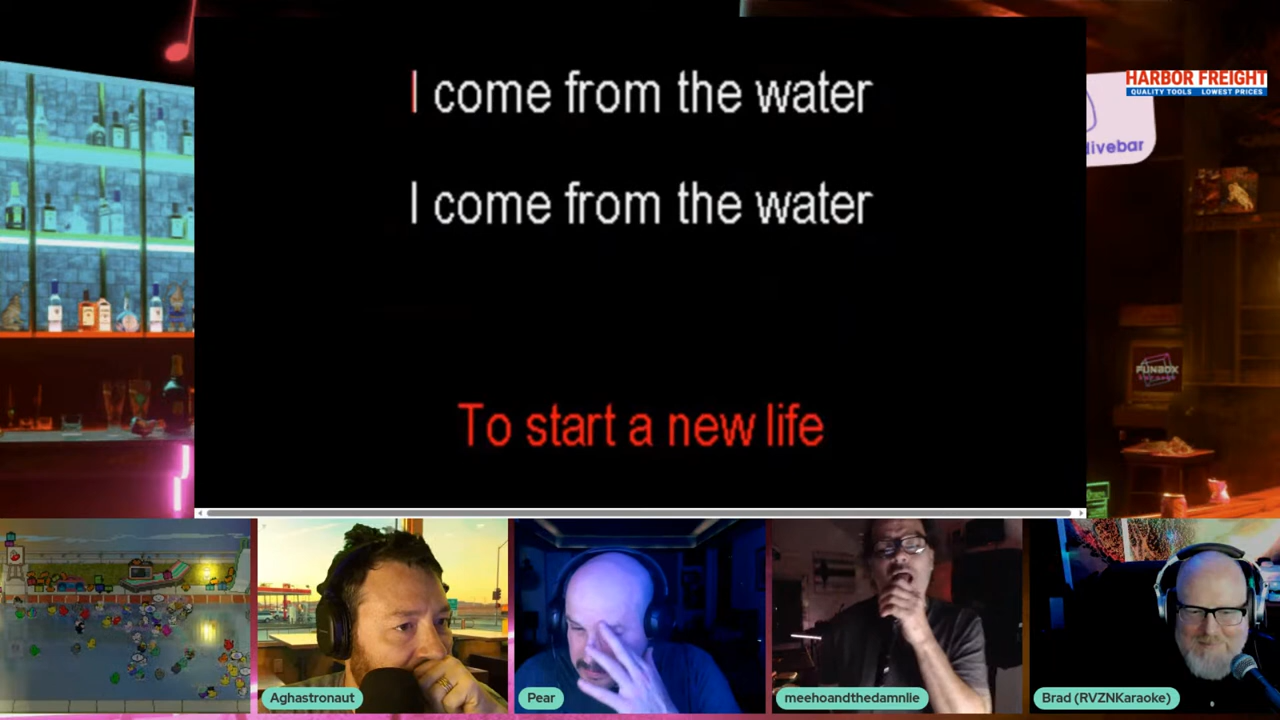 I come from the water
HARBOR FREIGHT
QUALITY TOOLS LOWEST PRICES
livebar
I come from the water
FUNBOX
To start a new life
Aghastronaut
Pear
meehoandthedamnlie
Brad (RVZNKaraoke)